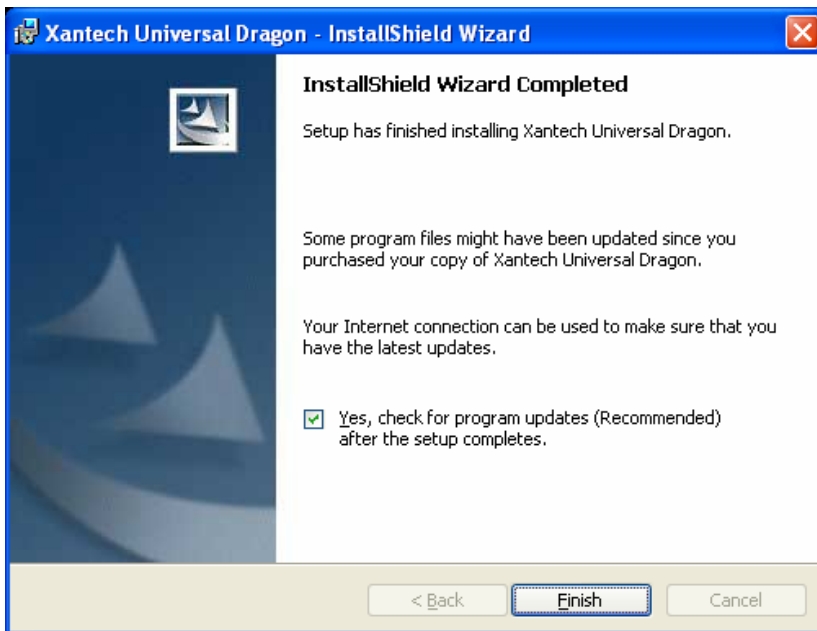 Xantech Universal Dragon - InstallShield Wizard
InstallShield Wizard Completed
Setup has finished installing Xantech Universal Dragon.
Some program files might have been updated since you
purchased your copy of Xantech Universal Dragon.
Your Internet connection can be used to make sure that you
have the latest updates.
Yes, check for program updates (Recommended)
after the setup completes.
< Back
Finish
Cancel